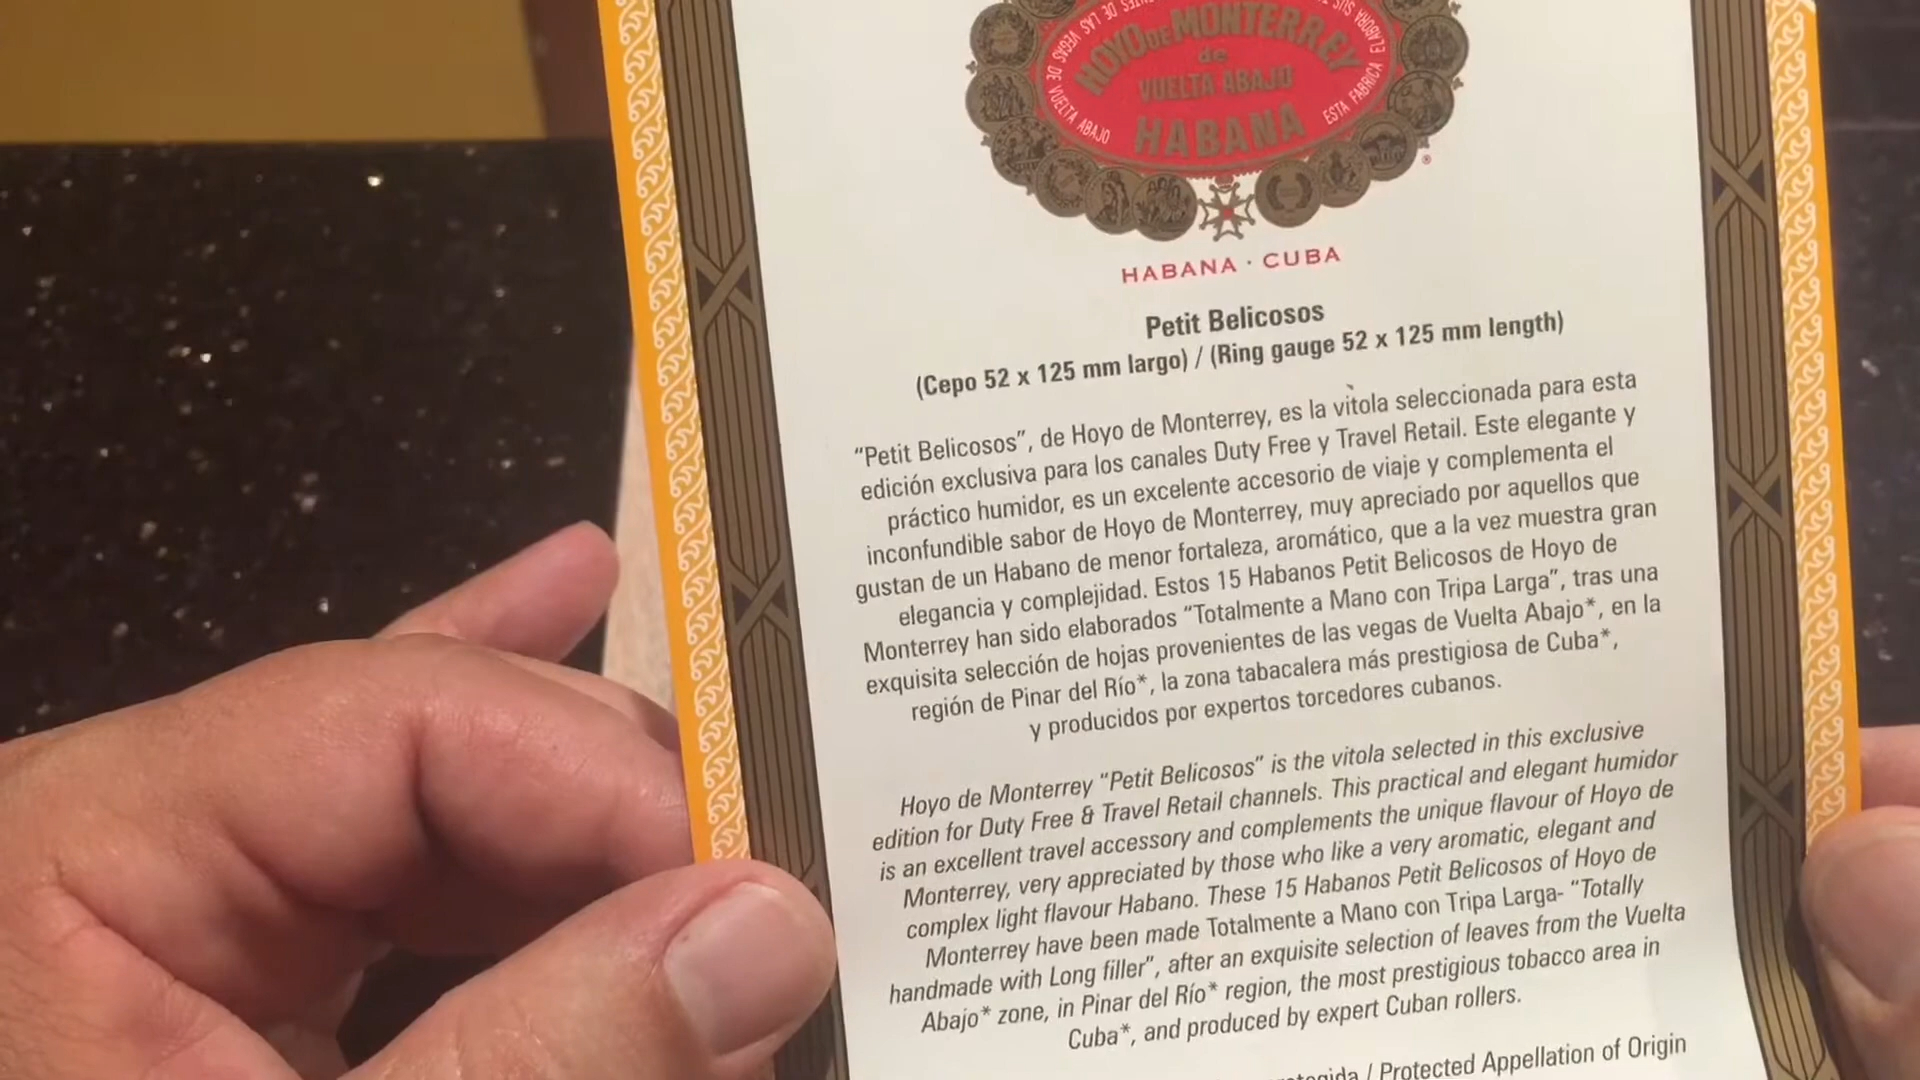 HOYO DE MONTERREY
de
VUELTA ABAJO
HABANA
DE LAS VEGAS DE VUELTA ABAJO
ESTA FABRICA ELABORA SUS
HABANA · CUBA
Petit Belicosos
(Cepo 52 x 125 mm largo) / (Ring gauge 52 x 125 mm length)
“Petit Belicosos”, de Hoyo de Monterrey, es la vitola seleccionada para esta
edición exclusiva para los canales Duty Free y Travel Retail. Este elegante y
práctico humidor, es un excelente accesorio de viaje y complementa el
inconfundible sabor de Hoyo de Monterrey, muy apreciado por aquellos que
gustan de un Habano de menor fortaleza, aromático, que a la vez muestra gran
elegancia y complejidad. Estos 15 Habanos Petit Belicosos de Hoyo de
Monterrey han sido elaborados “Totalmente a Mano con Tripa Larga”, tras una
exquisita selección de hojas provenientes de las vegas de Vuelta Abajo*, en la
región de Pinar del Río*, la zona tabacalera más prestigiosa de Cuba*,
y producidos por expertos torcedores cubanos.
Hoyo de Monterrey “Petit Belicosos” is the vitola selected in this exclusive
edition for Duty Free & Travel Retail channels. This practical and elegant humidor
is an excellent travel accessory and complements the unique flavour of Hoyo de
Monterrey, very appreciated by those who like a very aromatic, elegant and
complex light flavour Habano. These 15 Habanos Petit Belicosos of Hoyo de
Monterrey have been made Totalmente a Mano con Tripa Larga- “Totally
handmade with Long filler”, after an exquisite selection of leaves from the Vuelta
Abajo* zone, in Pinar del Río* region, the most prestigious tobacco area in
Cuba*, and produced by expert Cuban rollers.
/ Protected Appellation of Origin